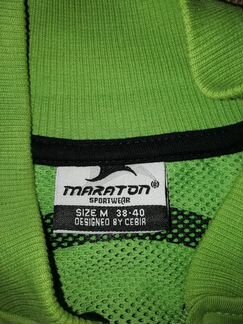 MARATON ®
SPORTWEAR
SIZE M 38-40
DESIGNED BY CEBIR